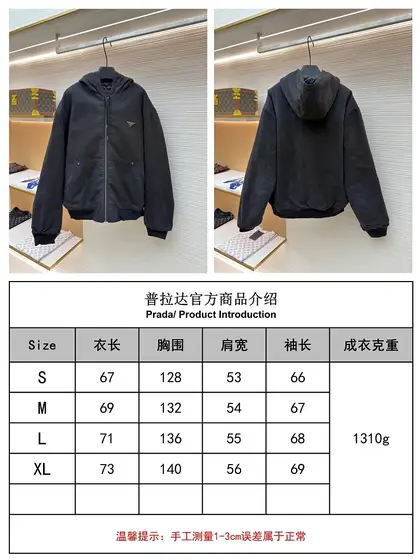 普拉达官方商品介绍
Prada/ Product Introduction
Size 衣长 胸围 肩宽 袖长 成衣克重
S 67 128 53 66
M 69 132 54 67
L 71 136 55 68
XL 73 140 56 69
1310g
温馨提示：手工测量1-3cm误差属于正常